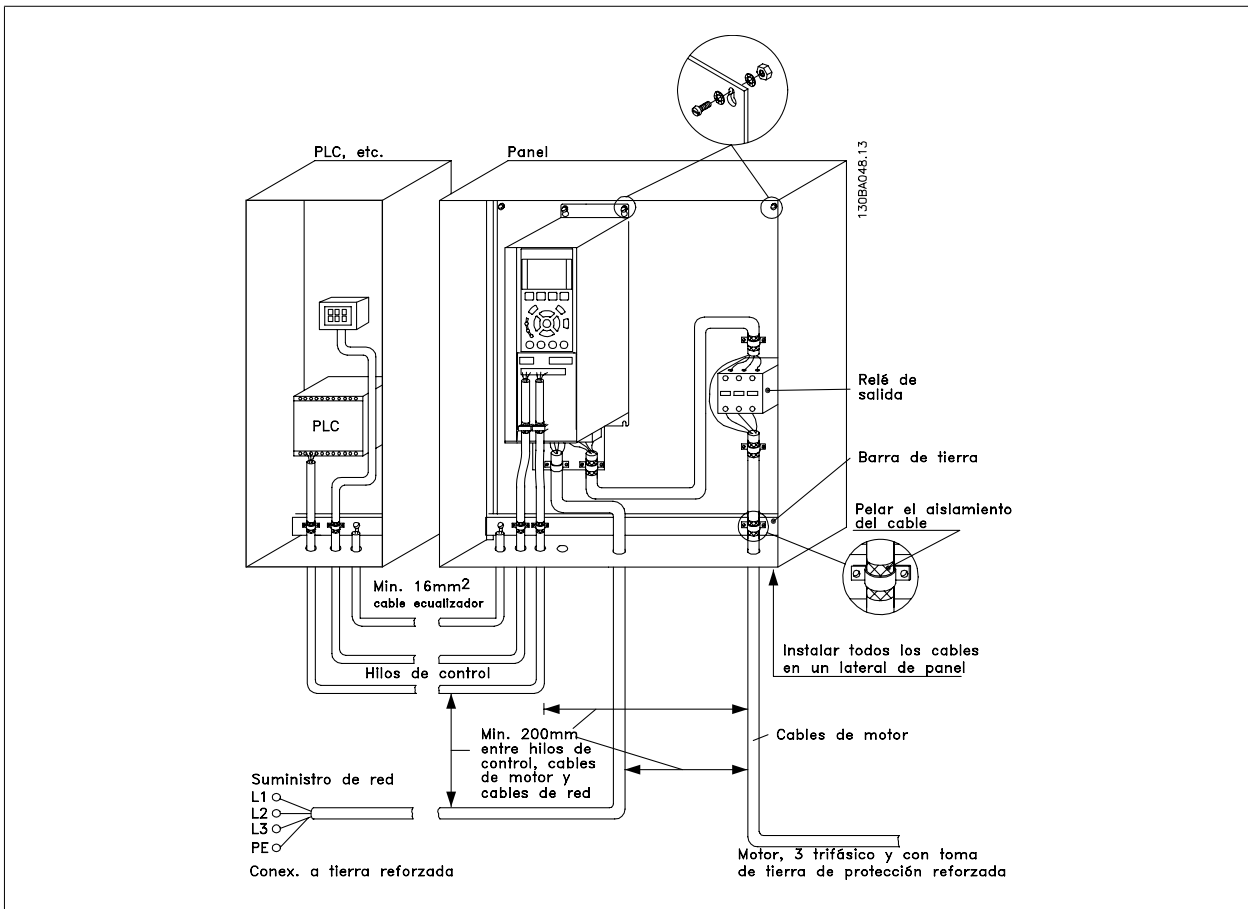 PLC, etc.
Panel
130BA048.13
PLC
Relé de
salida
Barra de tierra
Pelar el aislamiento
del cable
Min. 16mm2
cable ecualizador
Hilos de control
Instalar todos los cables
en un lateral de panel
Min. 200mm
entre hilos de
control, cables
de motor y
cables de red
Cables de motor
Suministro de red
L1
L2
L3
PE
Conex. a tierra reforzada
Motor, 3 trifásico y con toma
de tierra de protección reforzada